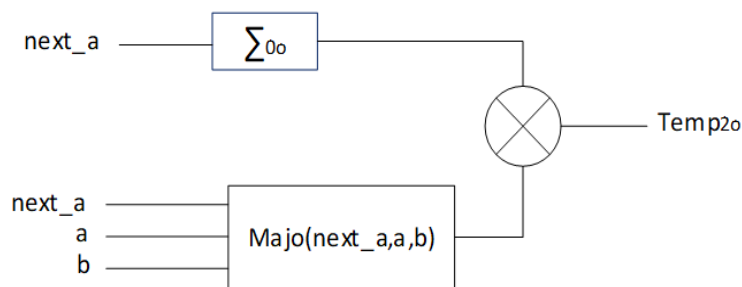 next_a
∑0o
Temp2o
next_a
a
b
Majo(next_a,a,b)